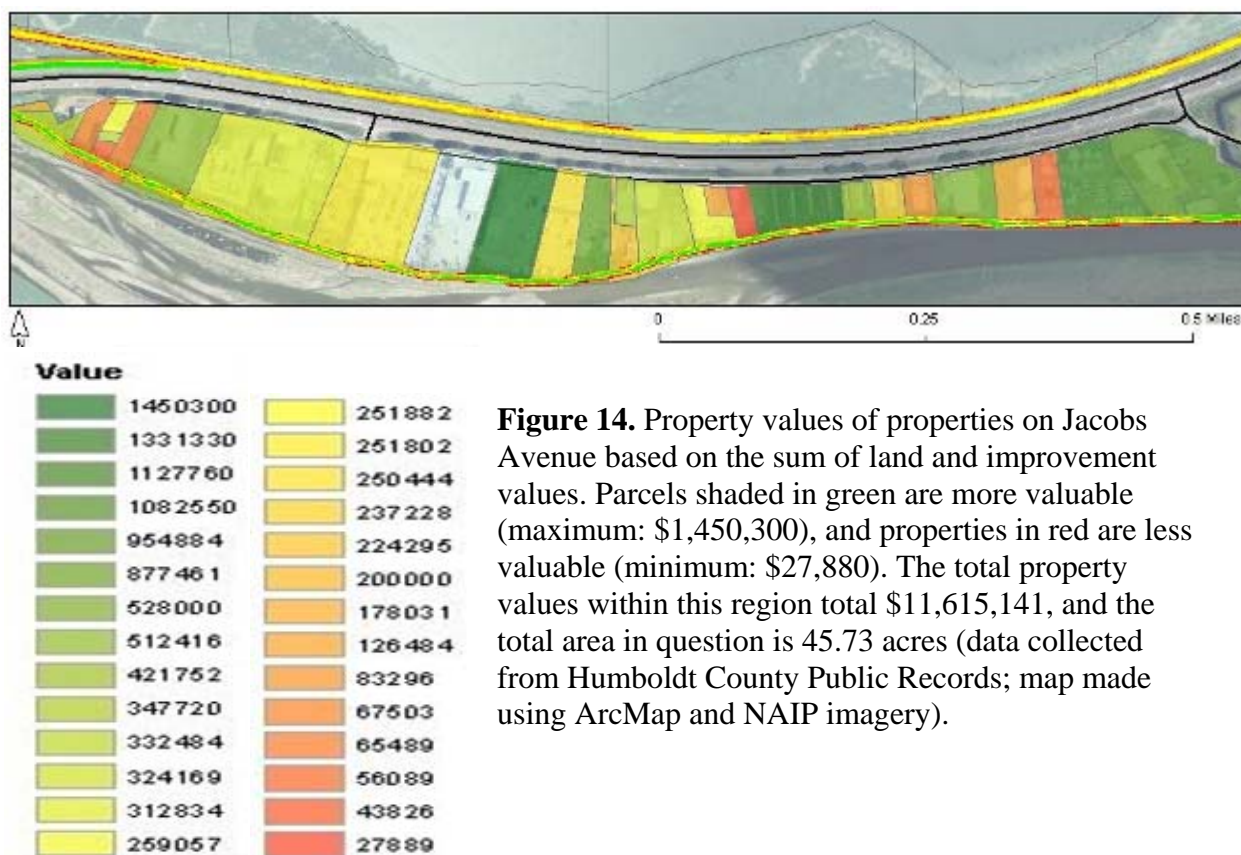 N
0 0.25 0.5 Miles
Value
1450300
1331330
1127760
1082550
954884
877461
528000
512416
421752
347720
332484
324169
312834
259057
251882
251802
250444
237228
224295
200000
178031
126484
83296
67503
65489
56089
43826
27889
Figure 14. Property values of properties on Jacobs
Avenue based on the sum of land and improvement
values. Parcels shaded in green are more valuable
(maximum: $1,450,300), and properties in red are less
valuable (minimum: $27,880). The total property
values within this region total $11,615,141, and the
total area in question is 45.73 acres (data collected
from Humboldt County Public Records; map made
using ArcMap and NAIP imagery).